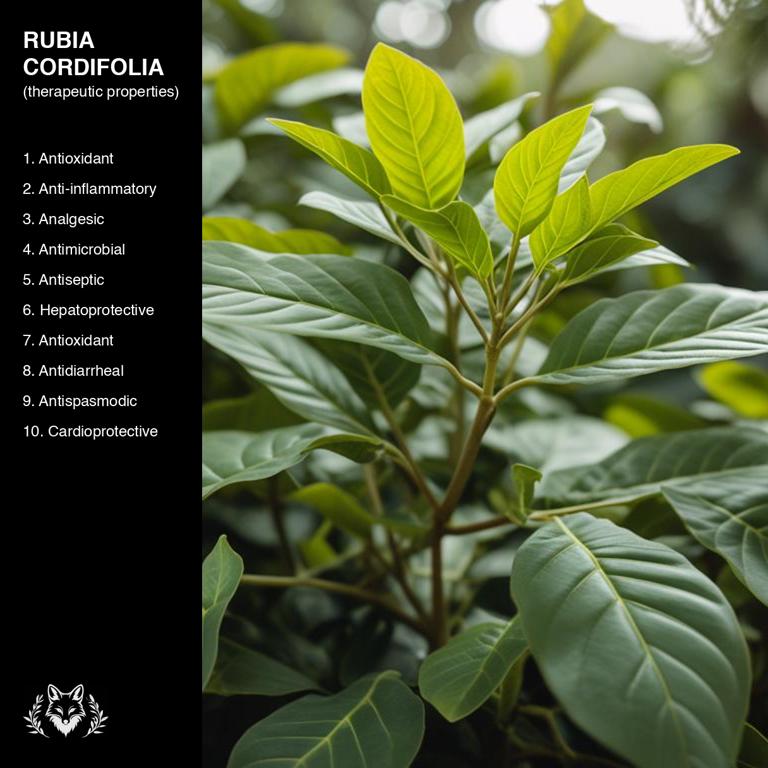 RUBIA
CORDIFOLIA
(therapeutic properties)
1. Antioxidant
2. Anti-inflammatory
3. Analgesic
4. Antimicrobial
5. Antiseptic
6. Hepatoprotective
7. Antioxidant
8. Antidiarrheal
9. Antispasmodic
10. Cardioprotective